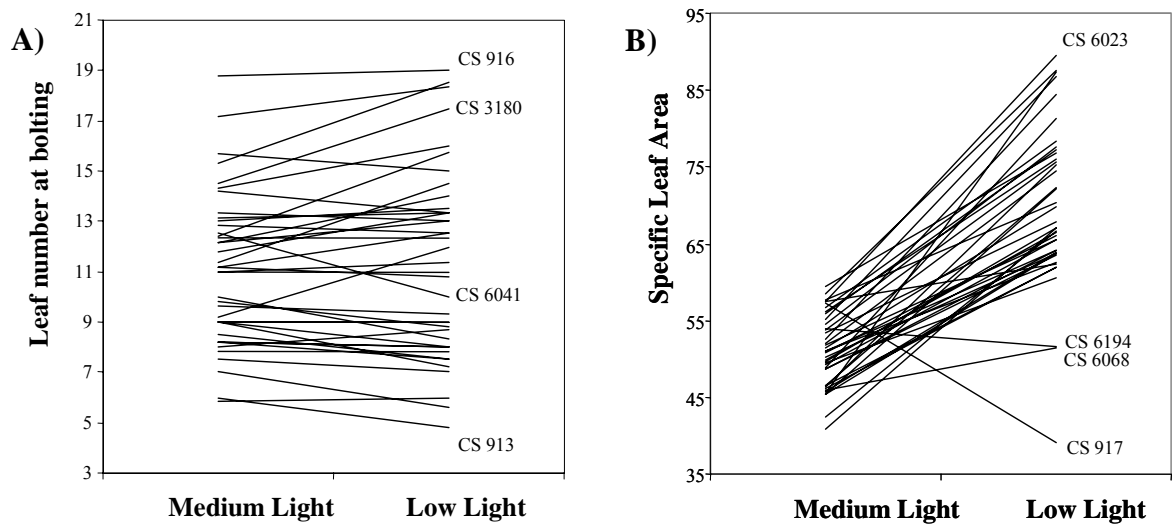 A)
Leaf number at bolting
21
19
17
15
13
11
9
7
5
3
CS 916
CS 3180
CS 6041
CS 913
Medium Light
Low Light
B)
Specific Leaf Area
95
85
75
65
55
45
35
CS 6023
CS 6194
CS 6068
CS 917
Medium Light
Low Light